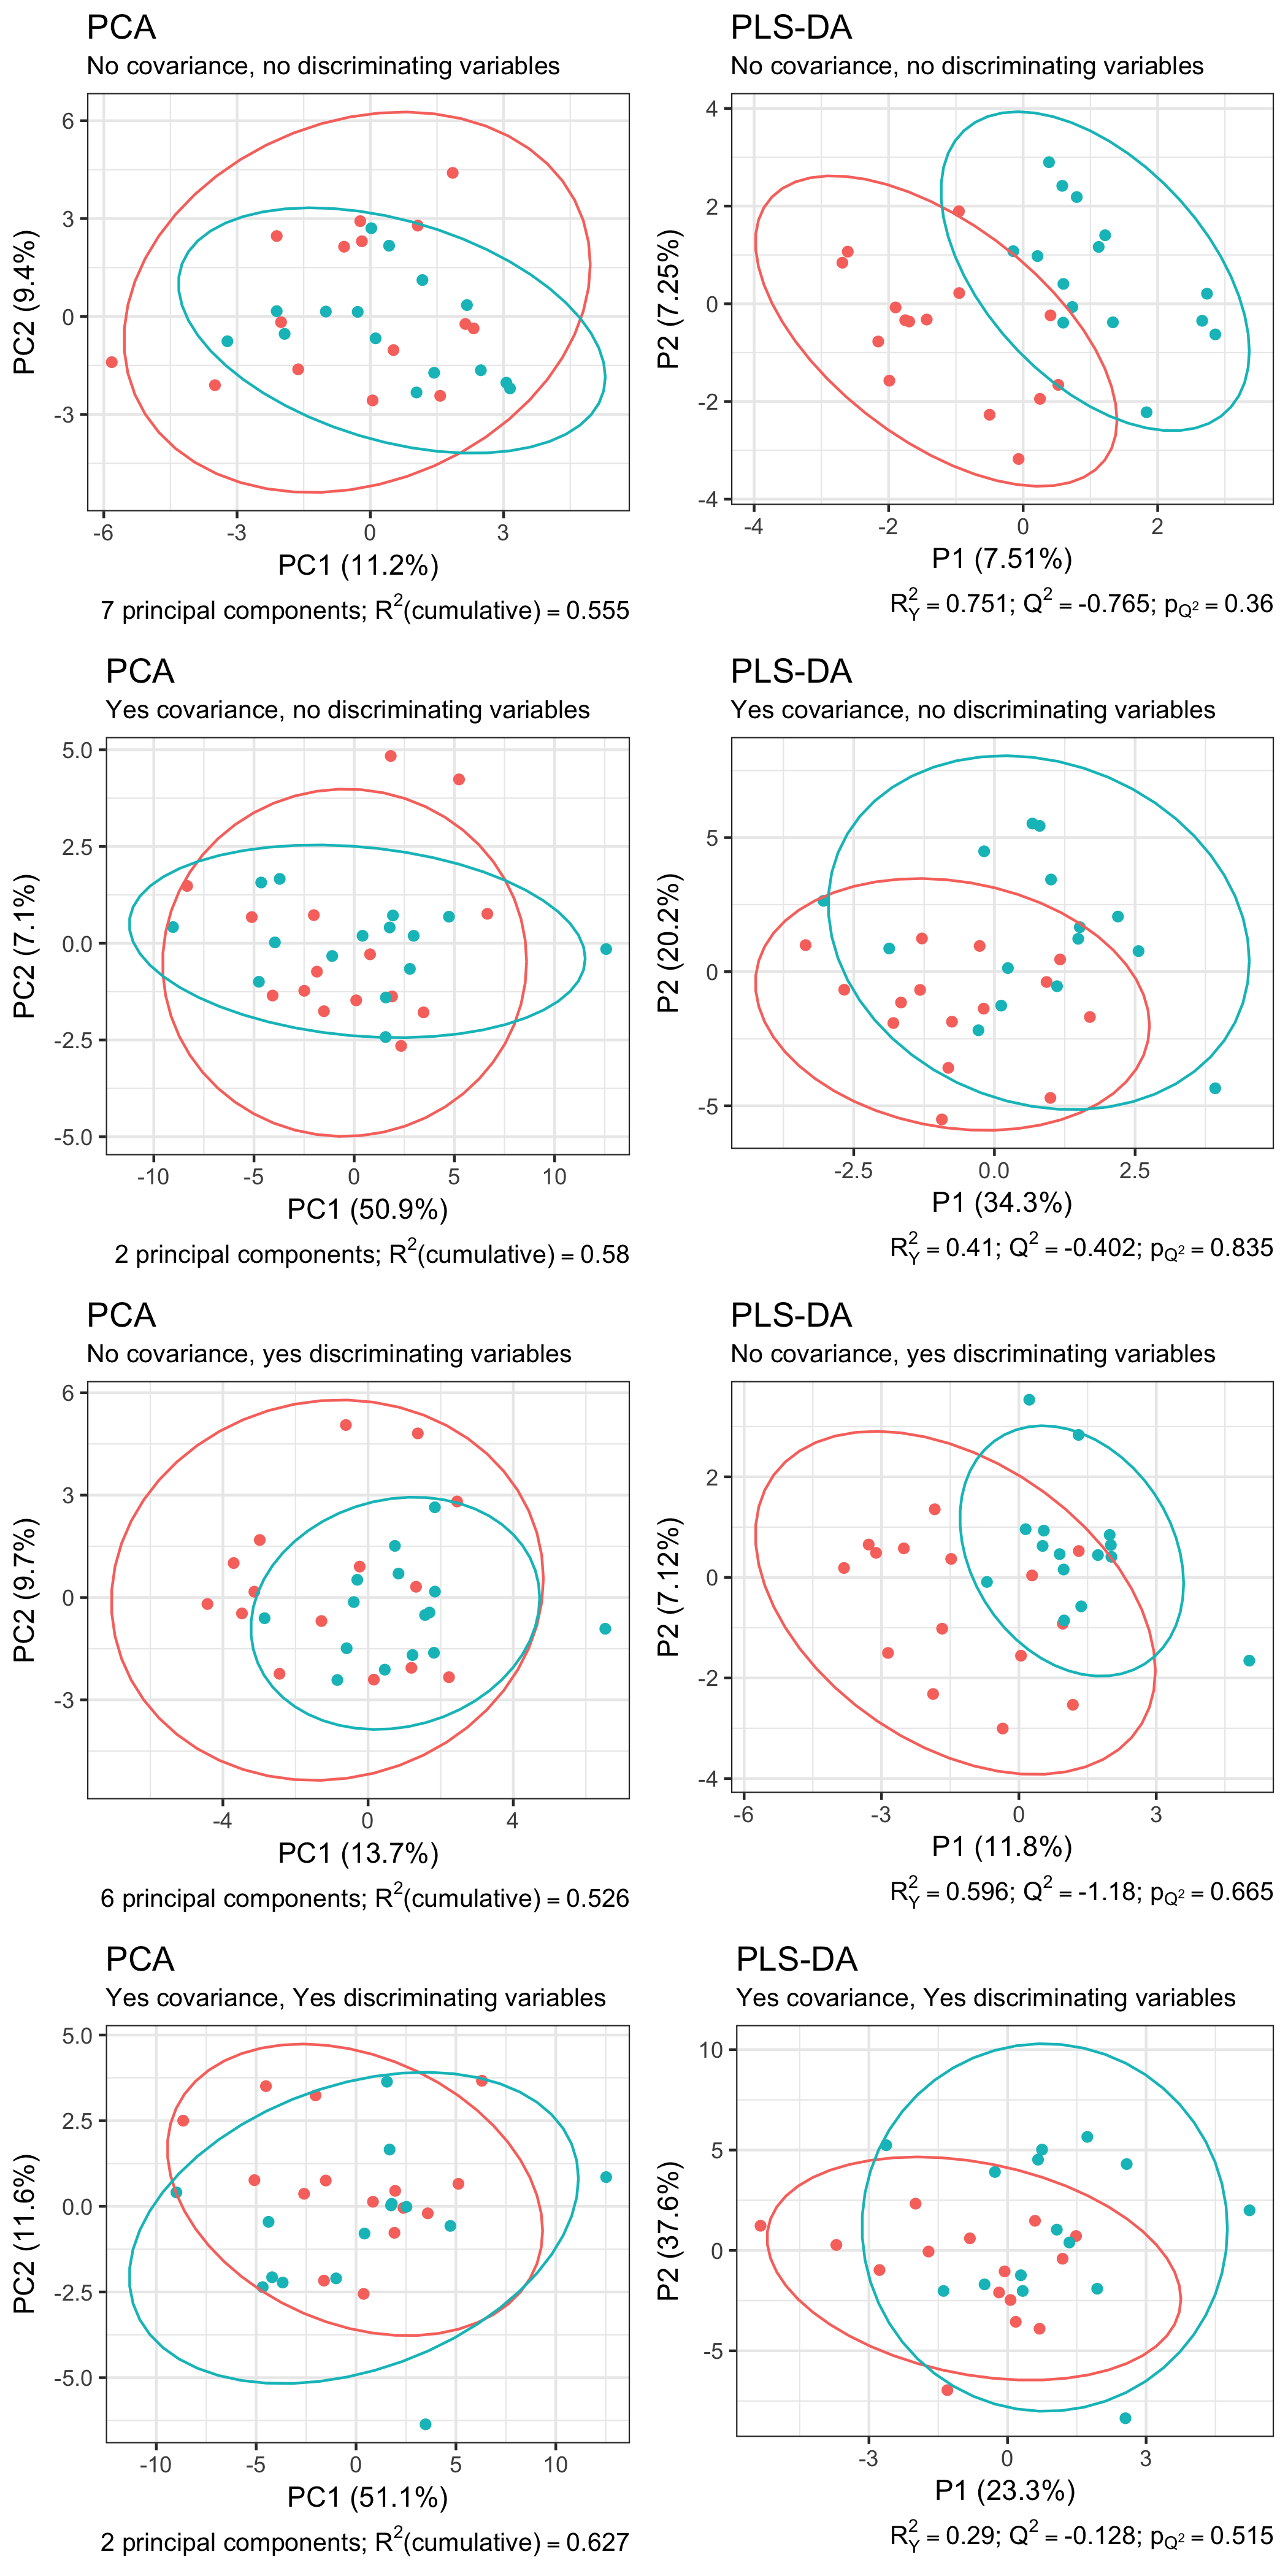 PCA
No covariance, no discriminating variables
6
3
0
-3
PC2 (9.4%)
-6
-3
0
3
PC1 (11.2%)
7 principal components; R²(cumulative) = 0.555
PLS-DA
No covariance, no discriminating variables
4
2
0
-2
-4
P2 (7.25%)
-4
-2
0
2
P1 (7.51%)
R²Y = 0.751; Q² = -0.765; pQ² = 0.36
PCA
Yes covariance, no discriminating variables
5.0
2.5
0.0
-2.5
-5.0
PC2 (7.1%)
-10
-5
0
5
10
PC1 (50.9%)
2 principal components; R²(cumulative) = 0.58
PLS-DA
Yes covariance, no discriminating variables
5
0
-5
P2 (20.2%)
-2.5
0.0
2.5
P1 (34.3%)
R²Y = 0.41; Q² = -0.402; pQ² = 0.835
PCA
No covariance, yes discriminating variables
6
3
0
-3
PC2 (9.7%)
-4
0
4
PC1 (13.7%)
6 principal components; R²(cumulative) = 0.526
PLS-DA
No covariance, yes discriminating variables
2
0
-2
-4
P2 (7.12%)
-6
-3
0
3
P1 (11.8%)
R²Y = 0.596; Q² = -1.18; pQ² = 0.665
PCA
Yes covariance, Yes discriminating variables
5.0
2.5
0.0
-2.5
-5.0
PC2 (11.6%)
-10
-5
0
5
10
PC1 (51.1%)
2 principal components; R²(cumulative) = 0.627
PLS-DA
Yes covariance, Yes discriminating variables
10
5
0
-5
P2 (37.6%)
-3
0
3
P1 (23.3%)
R²Y = 0.29; Q² = -0.128; pQ² = 0.515